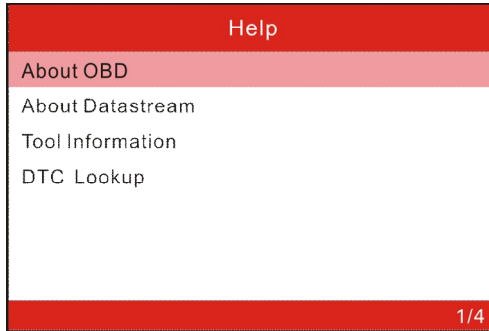 Help
About OBD
About Datastream
Tool Information
DTC Lookup
1/4